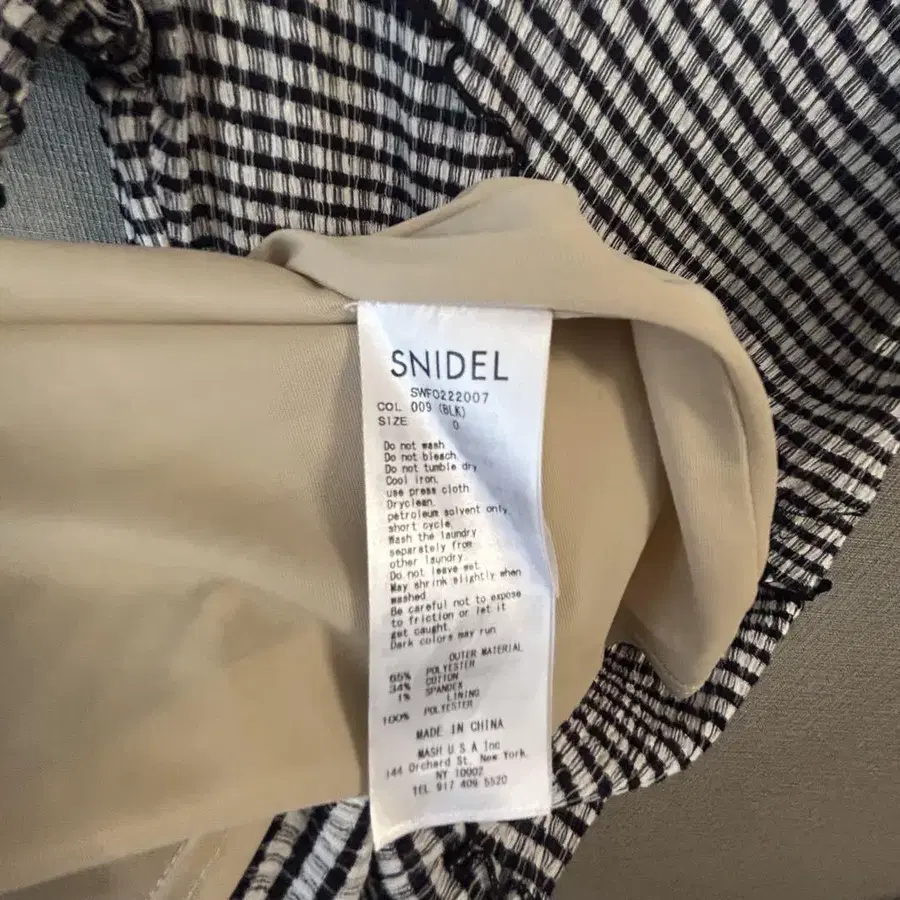 SNIDEL
SWFO222007
COL 009 (BLK)
SIZE 0
Do not wash
Do not bleach.
Do not tumble dry
Cool iron.
use press cloth
Dryclean.
petroleum solvent only
short cycle.
Wash the laundry
separately from
other laundry.
Do not leave wet.
May shrink slightly when
washed.
Be careful not to expose
to friction or let it
get caught.
Dark colors may run
OUTER MATERIAL
65% POLYESTER
34% COTTON
1% SPANDEX
LINING
100% POLYESTER
MADE IN CHINA
MASH U S A Inc
144 Orchard St. New York.
NY 10002
TEL 917 409 5520